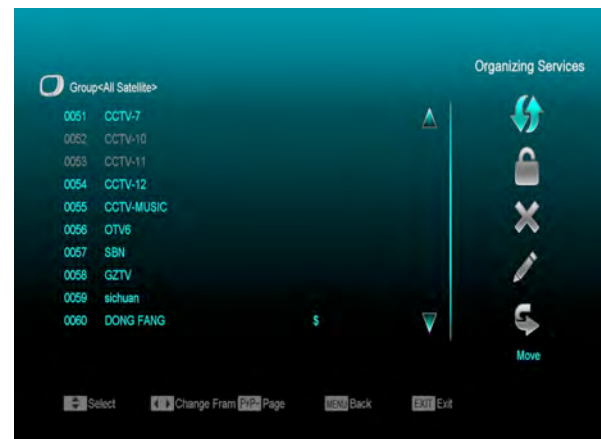 Organizing Services
Group<All Satellite>
0051 CCTV-7
0052 CCTV-10
0053 CCTV-11
0054 CCTV-12
0055 CCTV-MUSIC
0056 OTV6
0057 SBN
0058 GZTV
0059 sichuan
0060 DONG FANG $
Move
Select Change Fram P+P- Page MENU Back EXIT Exit